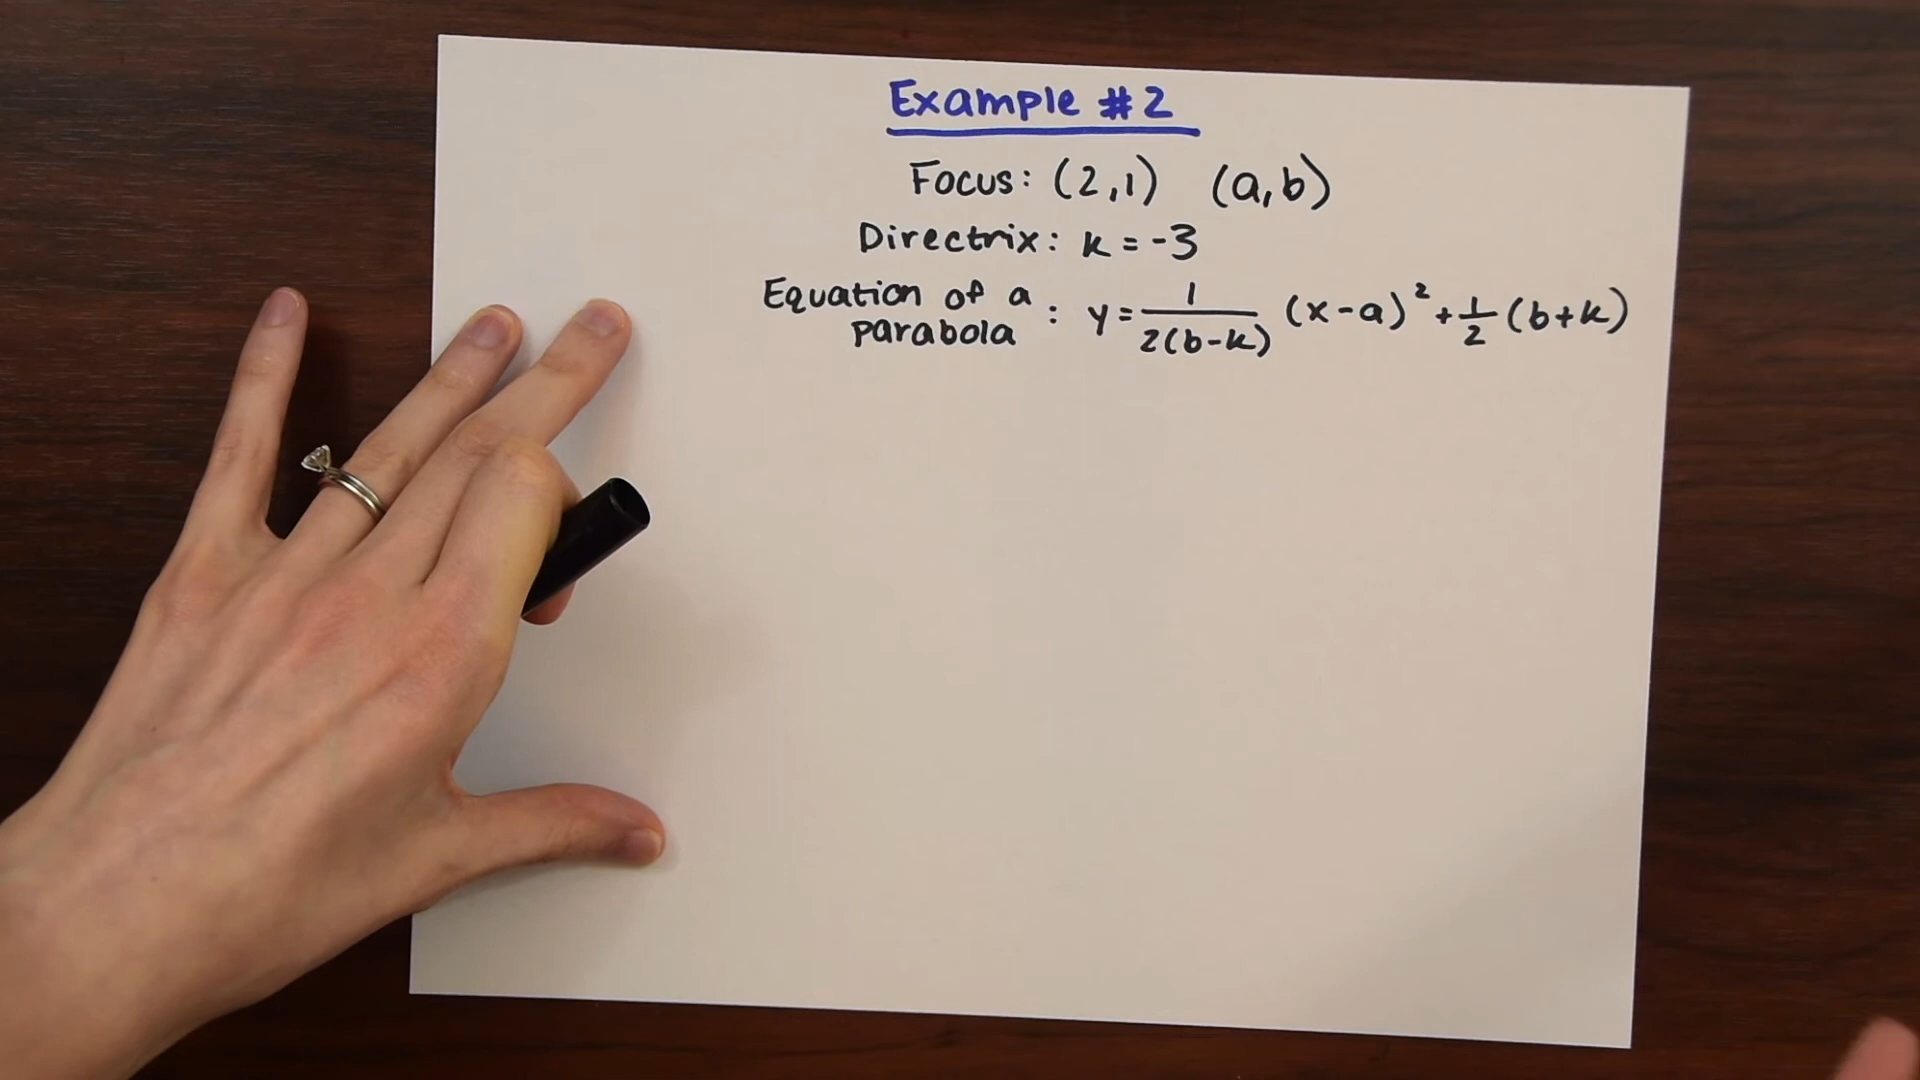 Example #2
Focus: (2,1) (a,b)
Directrix: k = -3
Equation of a parabola : y = 1/2(b-k) (x-a)² + 1/2 (b+k)